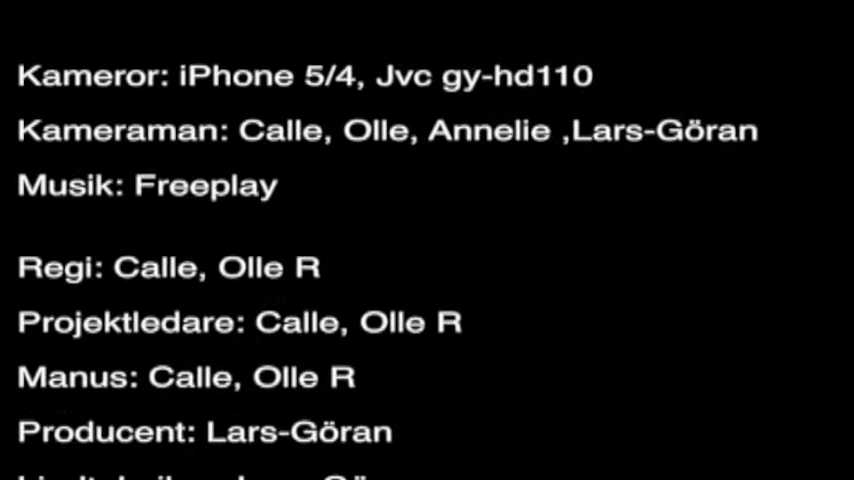 Kameror: iPhone 5/4, Jvc gy-hd110
Kameraman: Calle, Olle, Annelie ,Lars-Göran
Musik: Freeplay
Regi: Calle, Olle R
Projektledare: Calle, Olle R
Manus: Calle, Olle R
Producent: Lars-Göran